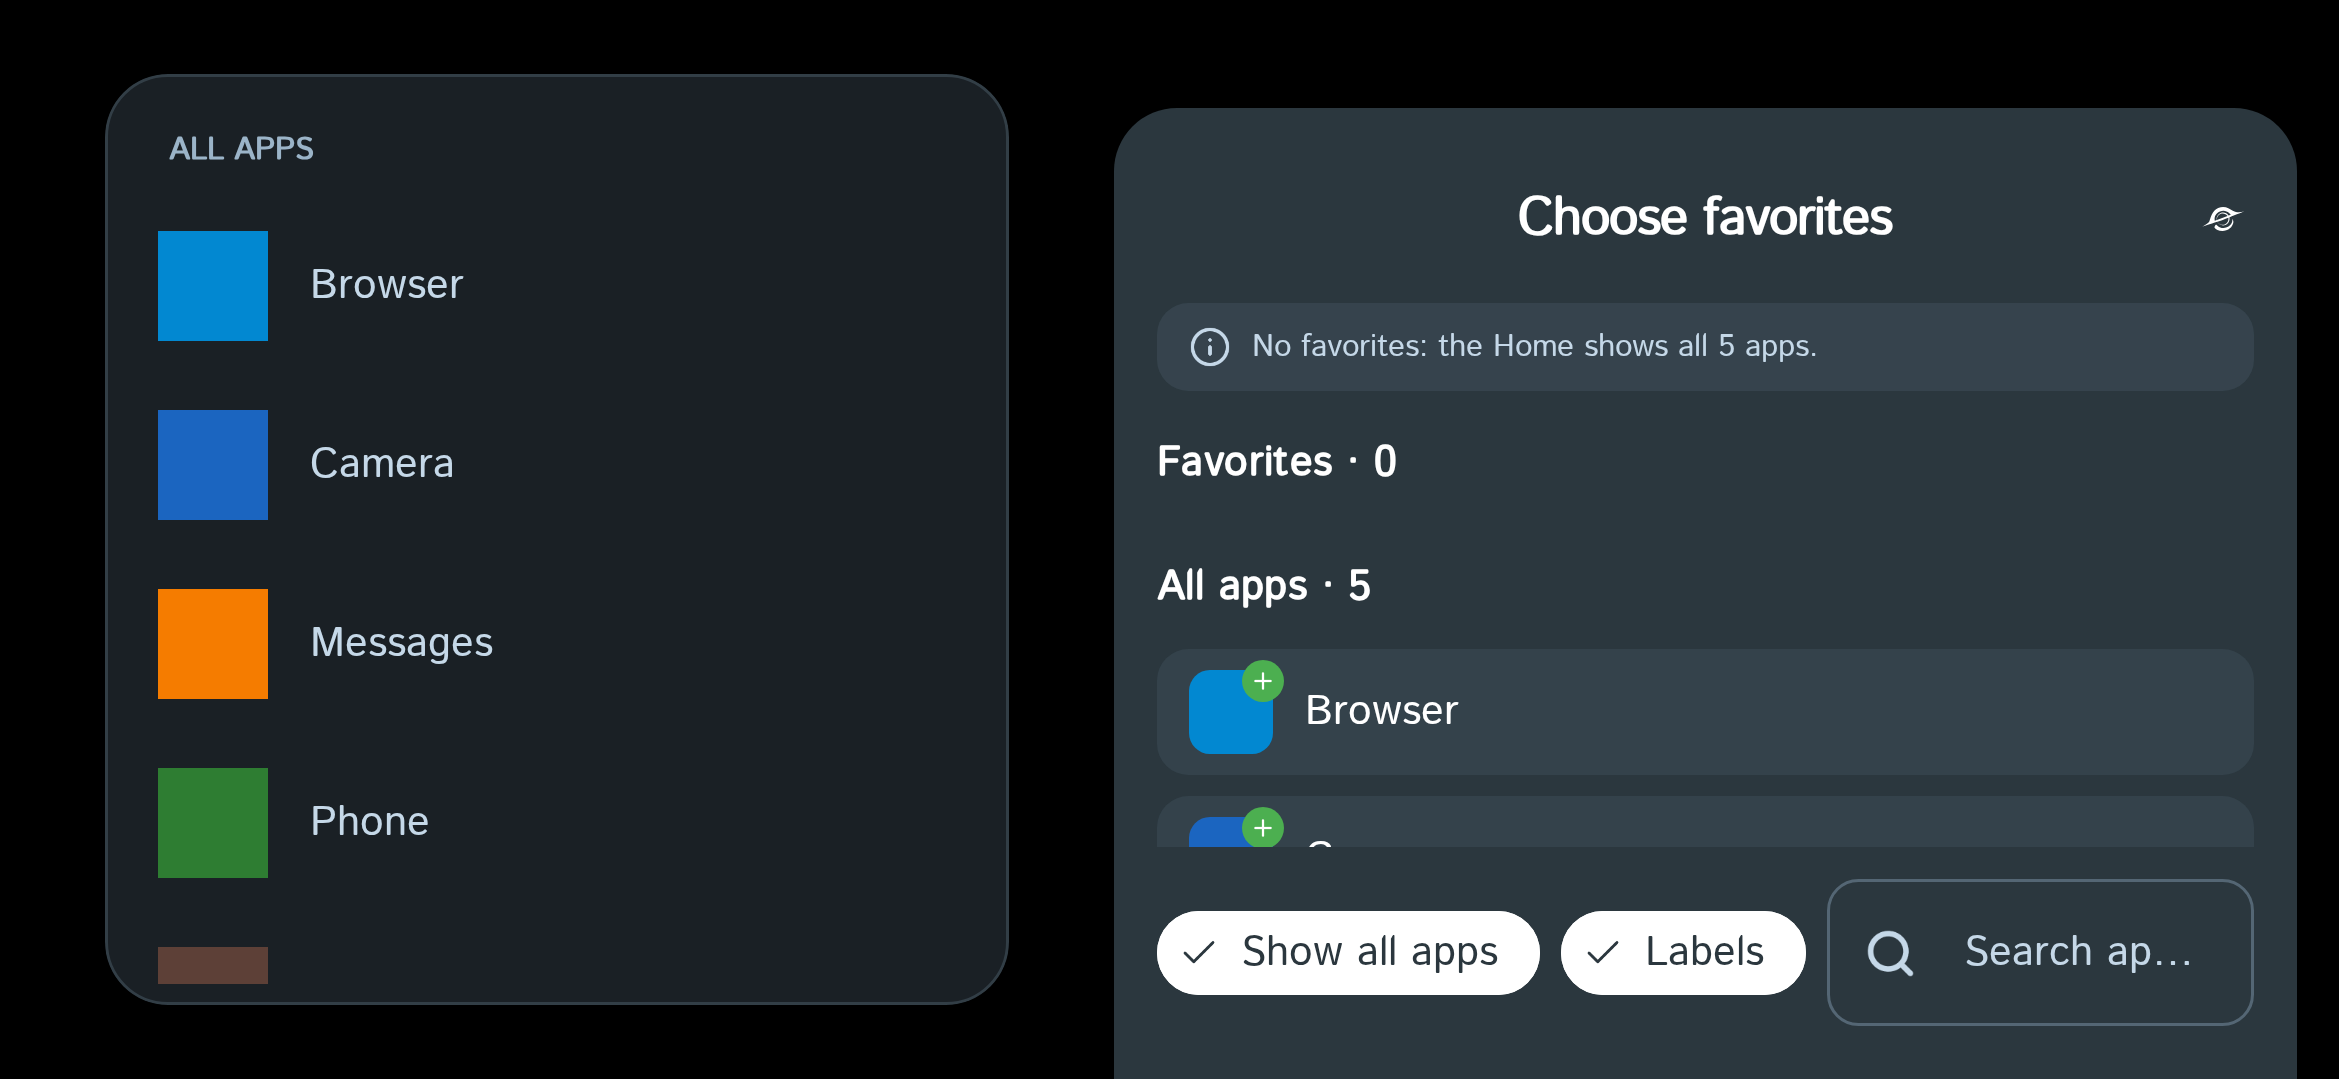 ALL APPS
Browser
Camera
Messages
Phone
Choose favorites
No favorites: the Home shows all 5 apps.
Favorites · 0
All apps · 5
Browser
Show all apps
Labels
Search ap...